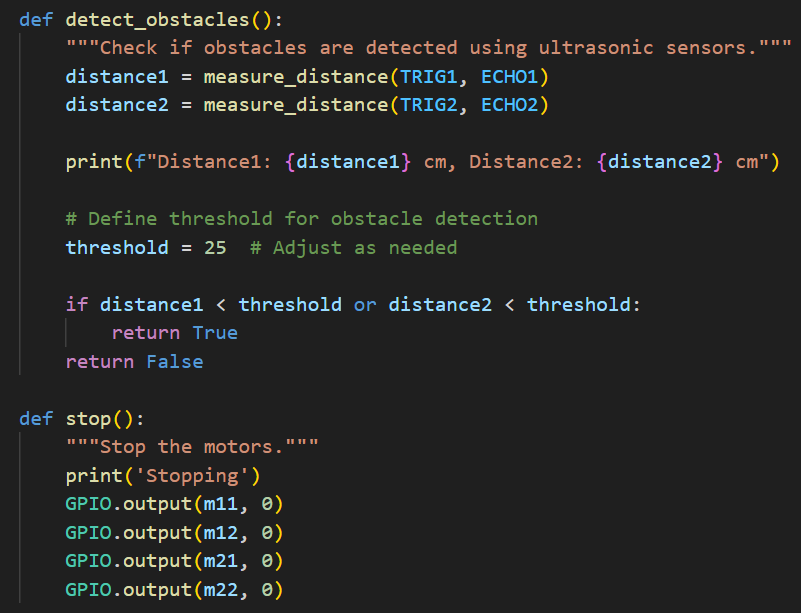 def detect_obstacles():
    """Check if obstacles are detected using ultrasonic sensors."""
    distance1 = measure_distance(TRIG1, ECHO1)
    distance2 = measure_distance(TRIG2, ECHO2)

    print(f"Distance1: {distance1} cm, Distance2: {distance2} cm")

    # Define threshold for obstacle detection
    threshold = 25  # Adjust as needed

    if distance1 < threshold or distance2 < threshold:
        return True
    return False

def stop():
    """Stop the motors."""
    print('Stopping')
    GPIO.output(m11, 0)
    GPIO.output(m12, 0)
    GPIO.output(m21, 0)
    GPIO.output(m22, 0)